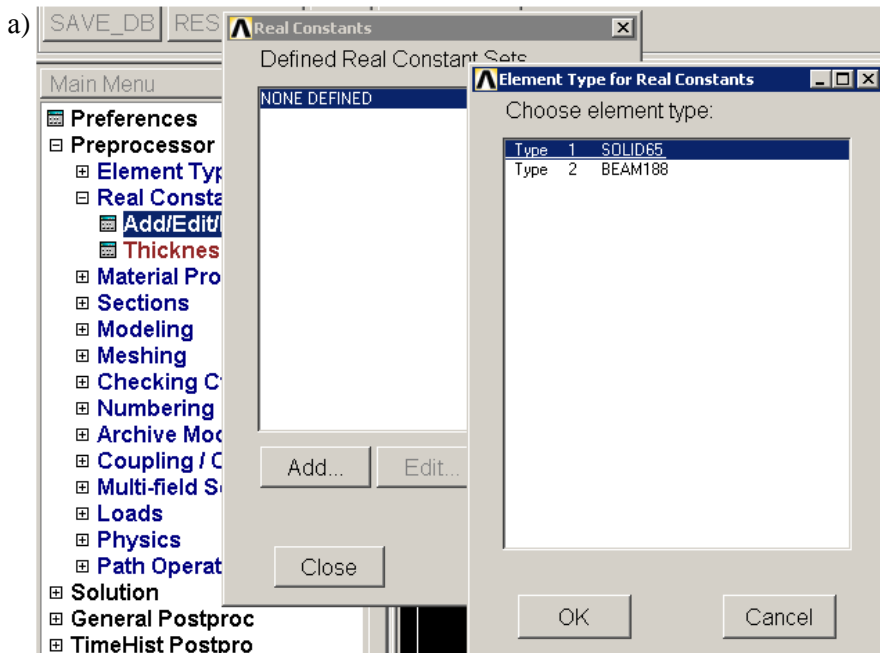 a)
SAVE_DB RES
Main Menu
Preferences
Preprocessor
Element Typ
Real Consta
Add/Edit/
Thicknes
Material Pro
Sections
Modeling
Meshing
Checking C
Numbering
Archive Mod
Coupling / C
Multi-field S
Loads
Physics
Path Operat
Solution
General Postproc
TimeHist Postpro
Real Constants
Defined Real Constant Sets
NONE DEFINED
Add...
Edit...
Close
Element Type for Real Constants
Choose element type:
Type 1 SOLID65
Type 2 BEAM188
OK
Cancel